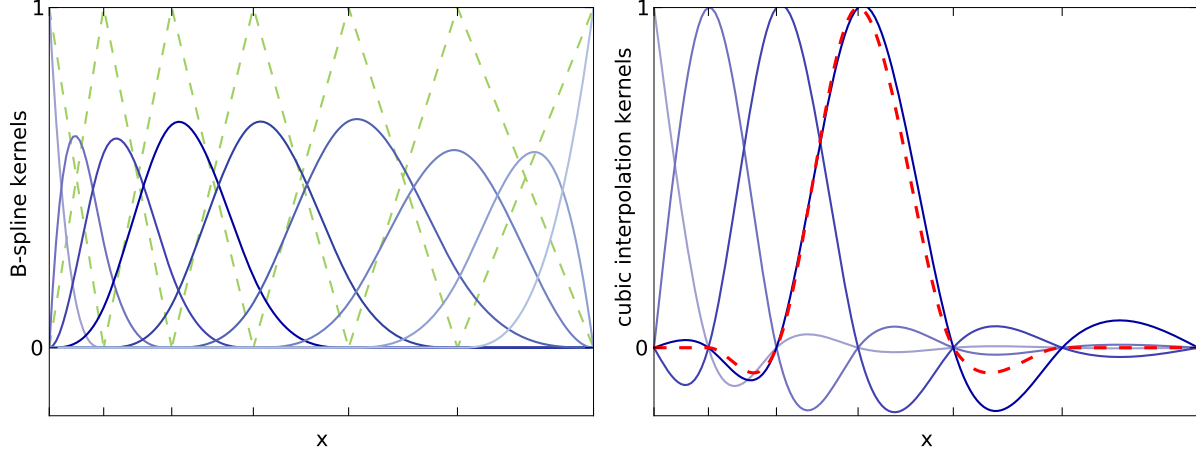 1
0
B-spline kernels
x
1
0
cubic interpolation kernels
x